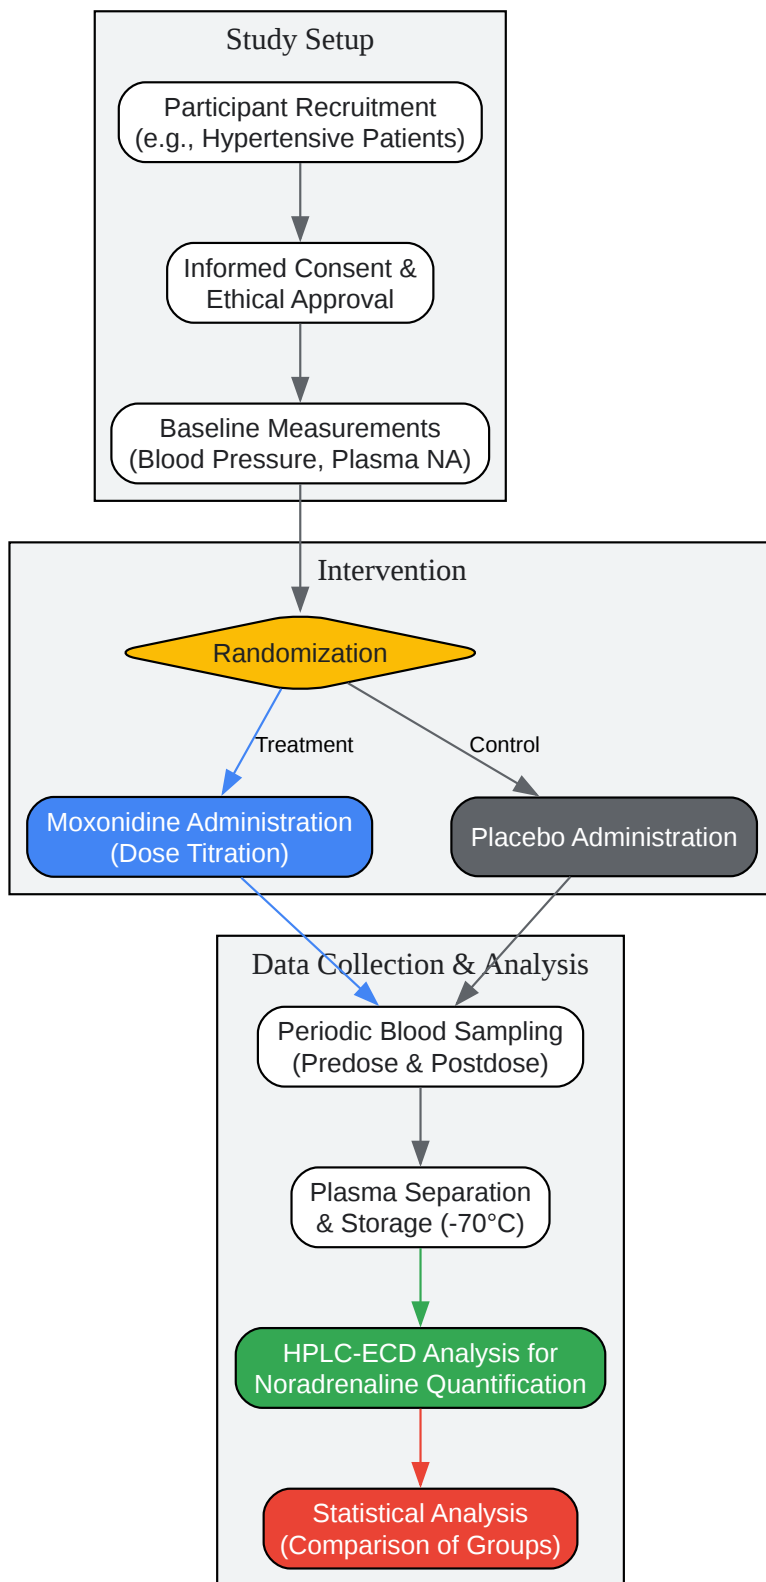 Study Setup
Participant Recruitment
(e.g., Hypertensive Patients)
Informed Consent &
Ethical Approval
Baseline Measurements
(Blood Pressure, Plasma NA)
Intervention
Randomization
Treatment
Control
Moxonidine Administration
(Dose Titration)
Placebo Administration
Data Collection & Analysis
Periodic Blood Sampling
(Predose & Postdose)
Plasma Separation
& Storage (-70°C)
HPLC-ECD Analysis for
Noradrenaline Quantification
Statistical Analysis
(Comparison of Groups)